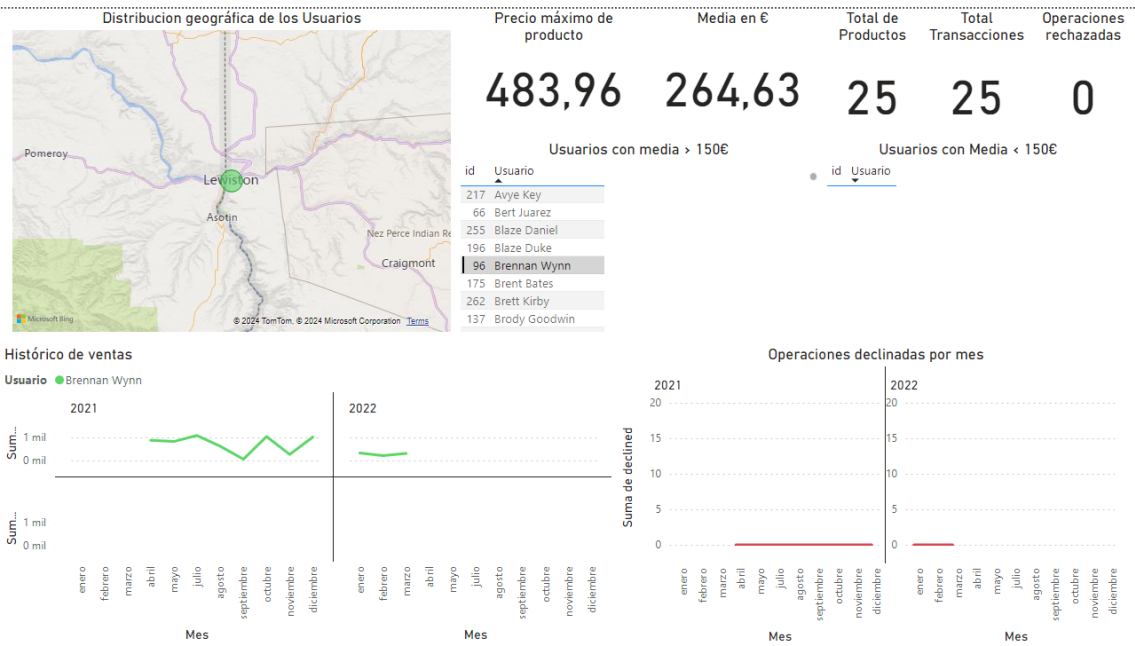 Distribucion geográfica de los Usuarios
Precio máximo de
producto
Media en €
Total de
Productos
Total
Transacciones
Operaciones
rechazadas
483,96
264,63
25
25
0
Pomeroy
Lewiston
Asotin
Nez Perce Indian Re
Craigmont
Microsoft Bing
© 2024 TomTom, © 2024 Microsoft Corporation Terms
Usuarios con media > 150€
id Usuario
217 Avye Key
66 Bert Juarez
255 Blaze Daniel
196 Blaze Duke
96 Brennan Wynn
175 Brent Bates
262 Brett Kirby
137 Brody Goodwin
Usuarios con Media < 150€
id Usuario
Histórico de ventas
Usuario Brennan Wynn
2021
2022
Sum...
1 mil
0 mil
Sum...
1 mil
0 mil
enero
febrero
marzo
abril
mayo
julio
agosto
septiembre
octubre
noviembre
diciembre
enero
febrero
marzo
abril
mayo
julio
agosto
septiembre
octubre
noviembre
diciembre
Mes
Mes
Operaciones declinadas por mes
2021
2022
Suma de declined
20
15
10
5
0
20
15
10
5
0
enero
febrero
marzo
abril
mayo
julio
agosto
septiembre
octubre
noviembre
diciembre
enero
febrero
marzo
abril
mayo
julio
agosto
septiembre
octubre
noviembre
diciembre
Mes
Mes